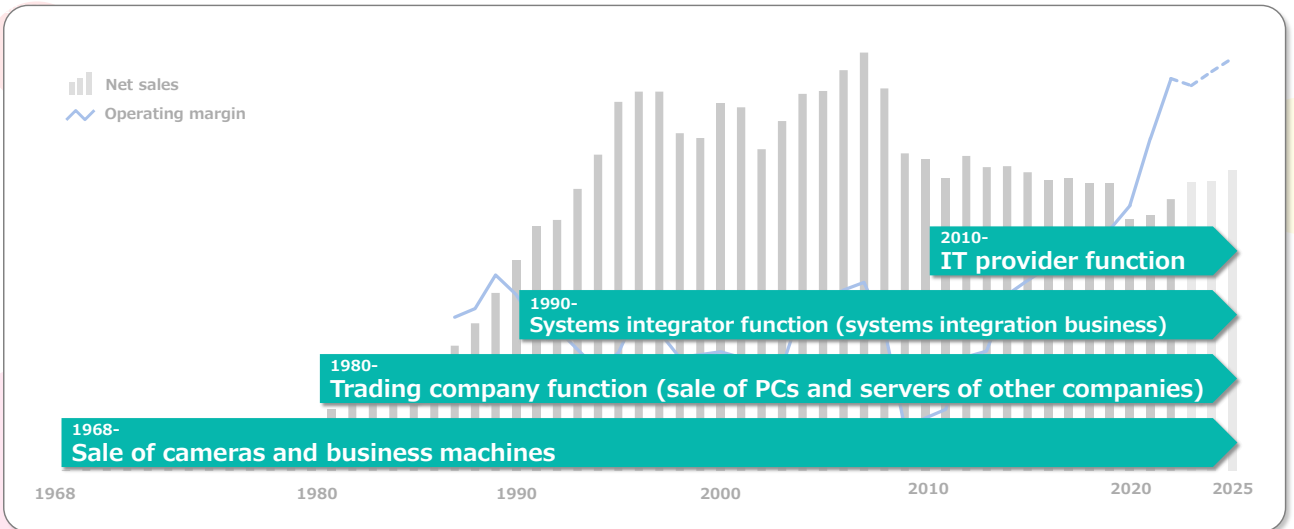 Net sales
Operating margin
2010-
IT provider function
1990-
Systems integrator function (systems integration business)
1980-
Trading company function (sale of PCs and servers of other companies)
1968-
Sale of cameras and business machines
1968 1980 1990 2000 2010 2020 2025